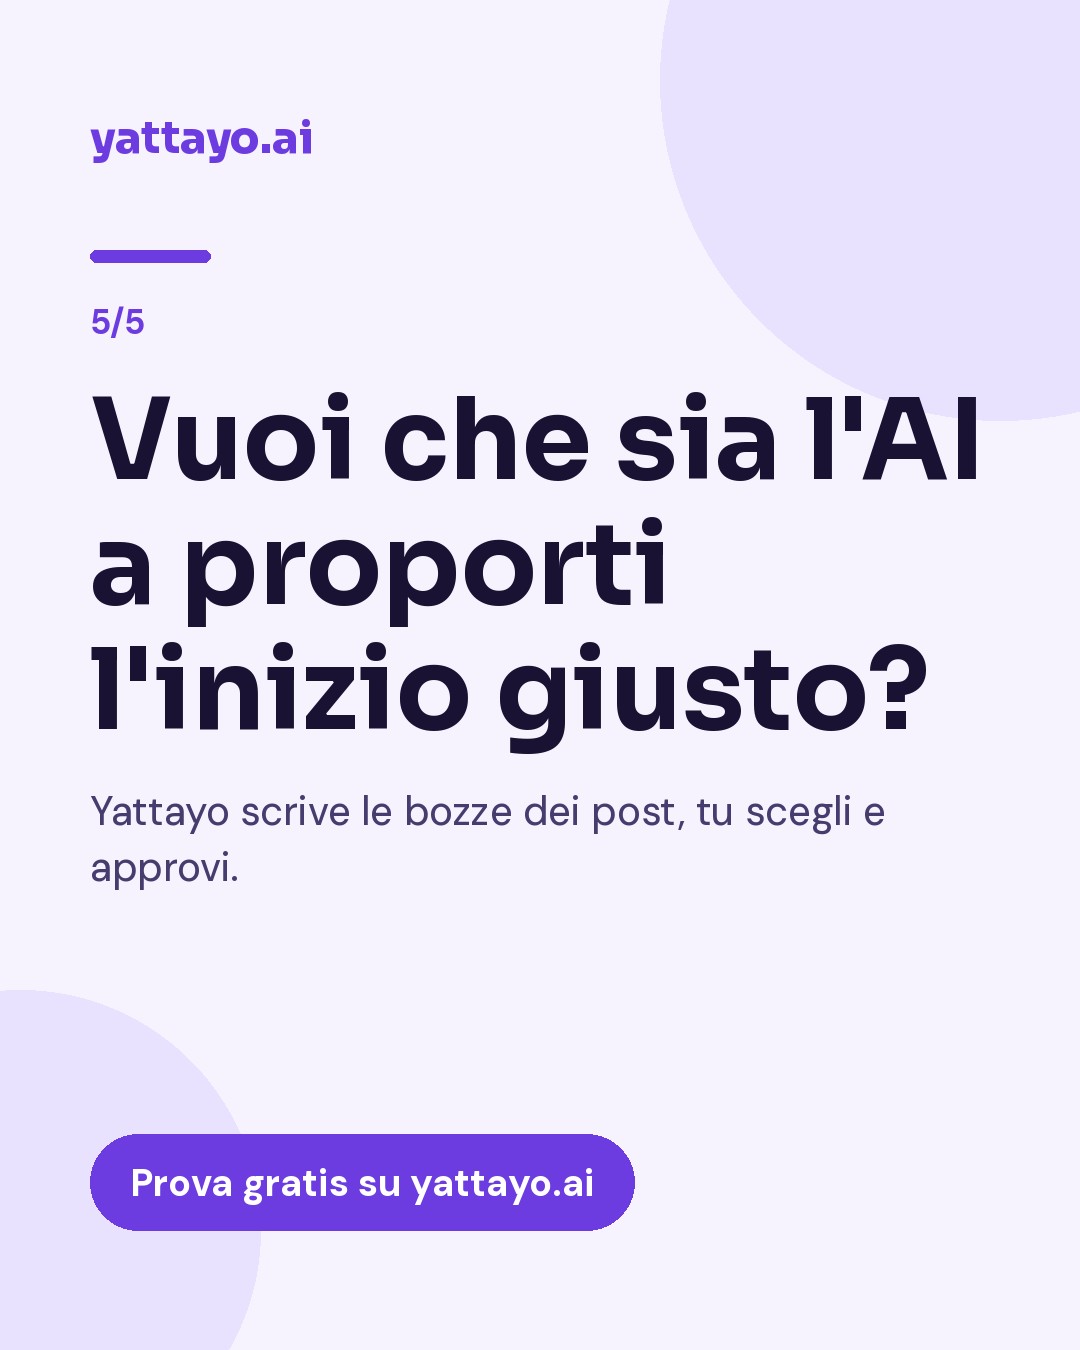 yattayo.ai
5/5
Vuoi che sia l'AI
a proporti
l'inizio giusto?
Yattayo scrive le bozze dei post, tu scegli e
approvi.
Prova gratis su yattayo.ai